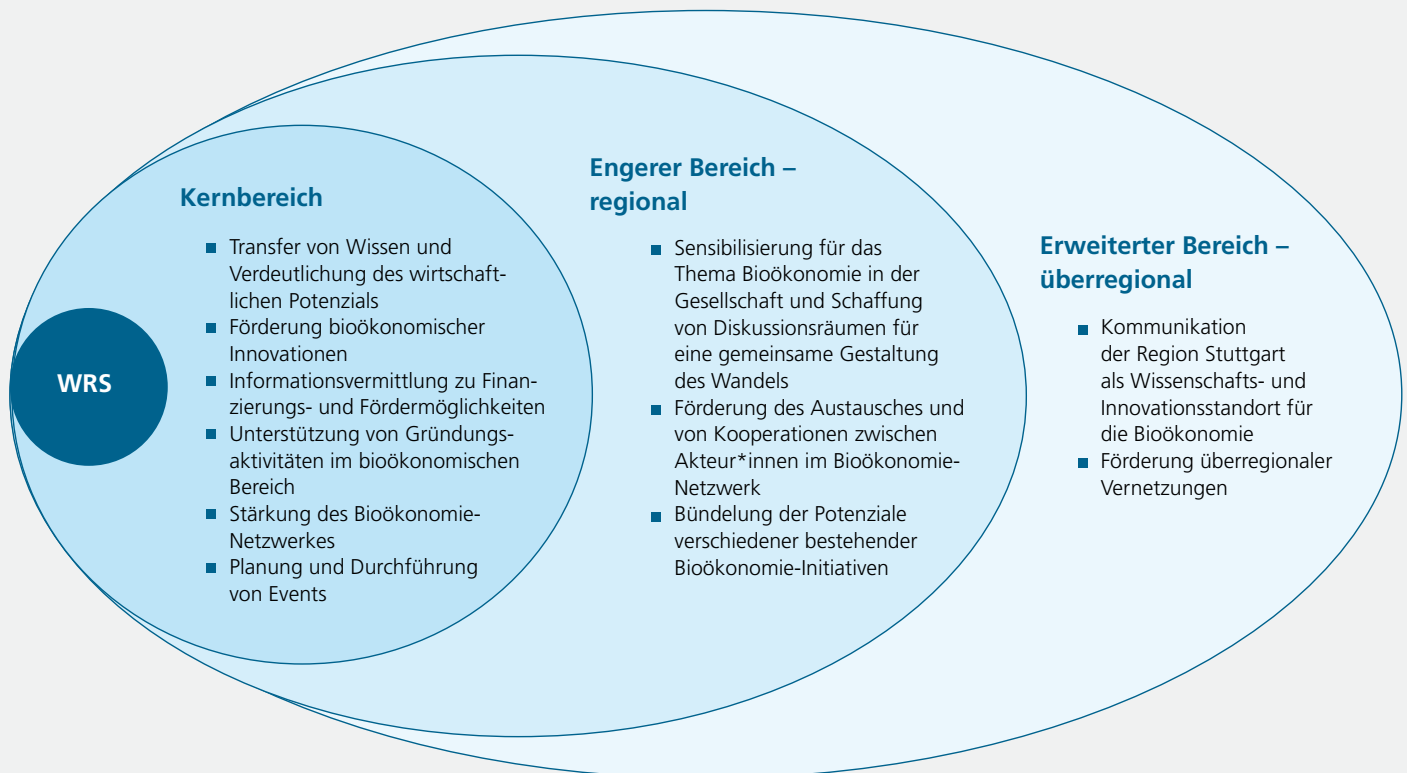 WRS
Kernbereich
Transfer von Wissen und
Verdeutlichung des wirtschaft-
lichen Potenzials
Förderung bioökonomischer
Innovationen
Informationsvermittlung zu Finan-
zierungs- und Fördermöglichkeiten
Unterstützung von Gründungs-
aktivitäten im bioökonomischen
Bereich
Stärkung des Bioökonomie-
Netzwerkes
Planung und Durchführung
von Events
Engerer Bereich –
regional
Sensibilisierung für das
Thema Bioökonomie in der
Gesellschaft und Schaffung
von Diskussionsräumen für
eine gemeinsame Gestaltung
des Wandels
Förderung des Austausches und
von Kooperationen zwischen
Akteur*innen im Bioökonomie-
Netzwerk
Bündelung der Potenziale
verschiedener bestehender
Bioökonomie-Initiativen
Erweiterter Bereich –
überregional
Kommunikation
der Region Stuttgart
als Wissenschafts- und
Innovationsstandort für
die Bioökonomie
Förderung überregionaler
Vernetzungen